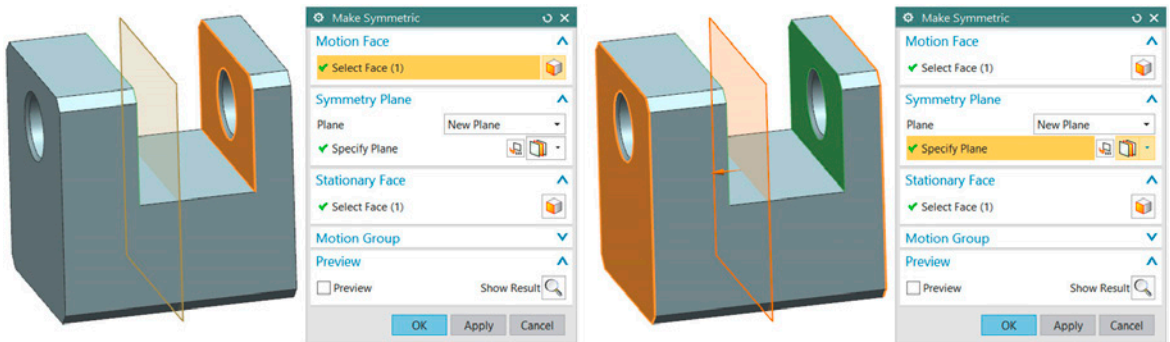 Make Symmetric
Motion Face
Select Face (1)
Symmetry Plane
Plane New Plane
Specify Plane
Stationary Face
Select Face (1)
Motion Group
Preview
Preview Show Result
OK Apply Cancel
Make Symmetric
Motion Face
Select Face (1)
Symmetry Plane
Plane New Plane
Specify Plane
Stationary Face
Select Face (1)
Motion Group
Preview
Preview Show Result
OK Apply Cancel